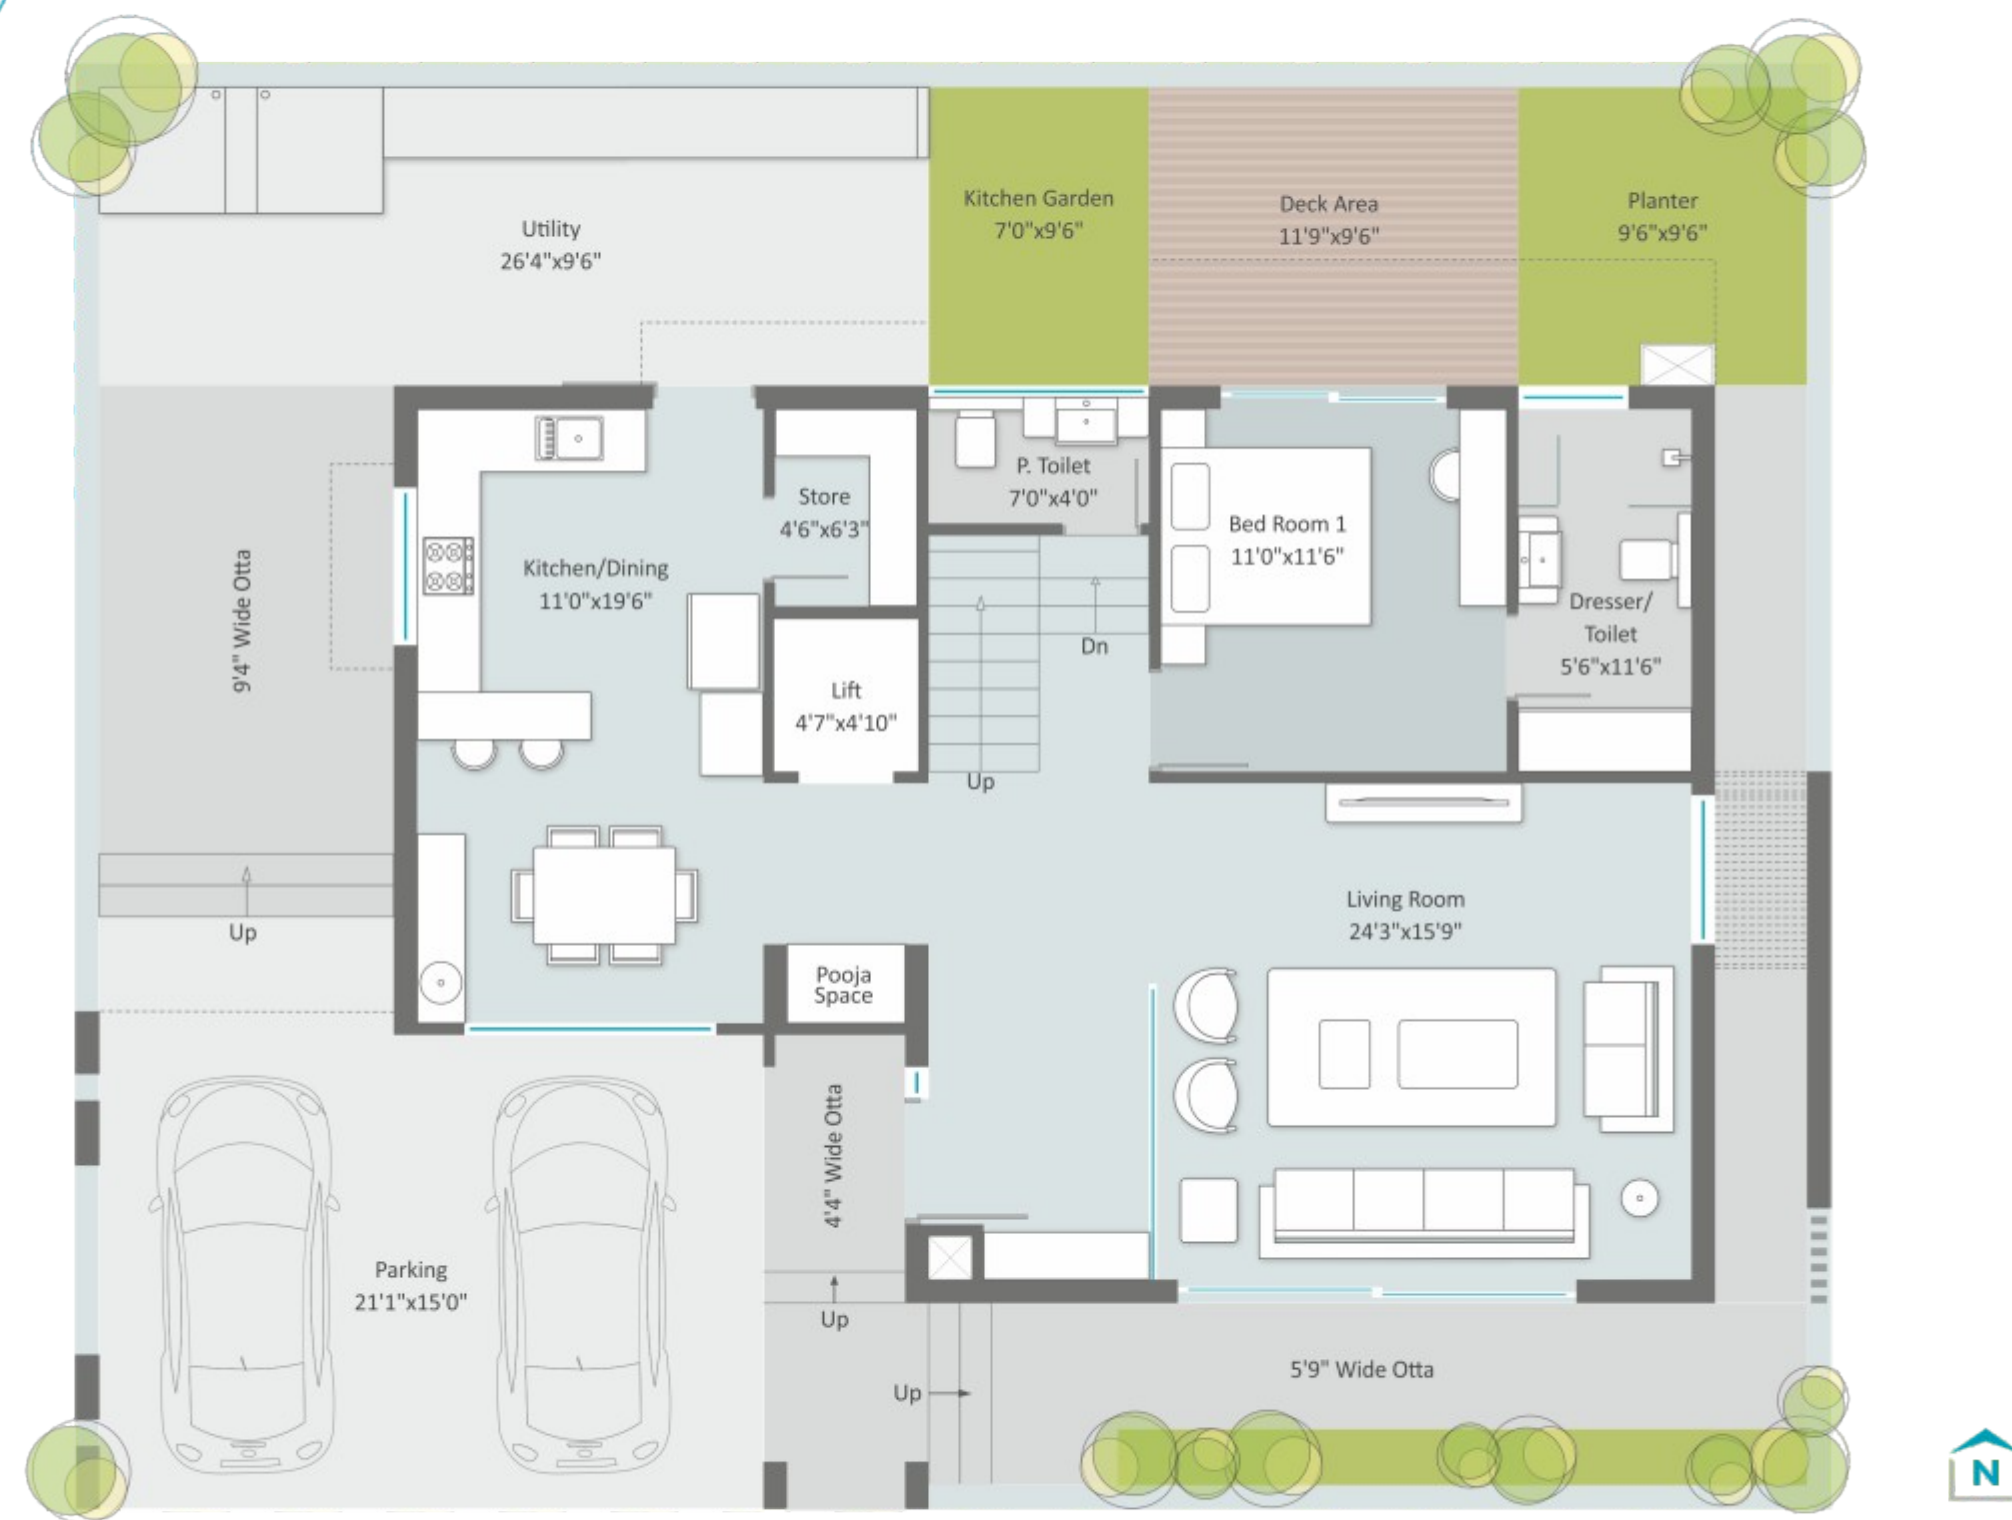 Utility
26'4"x9'6"
Kitchen Garden
7'0"x9'6"
Deck Area
11'9"x9'6"
Planter
9'6"x9'6"
P. Toilet
7'0"x4'0"
Store
4'6"x6'3"
Bed Room 1
11'0"x11'6"
Kitchen/Dining
11'0"x19'6"
9'4" Wide Otta
Dresser/
Toilet
5'6"x11'6"
Dn
Lift
4'7"x4'10"
Up
Living Room
24'3"x15'9"
Up
Pooja
Space
4'4" Wide Otta
Parking
21'1"x15'0"
Up
5'9" Wide Otta
Up
N